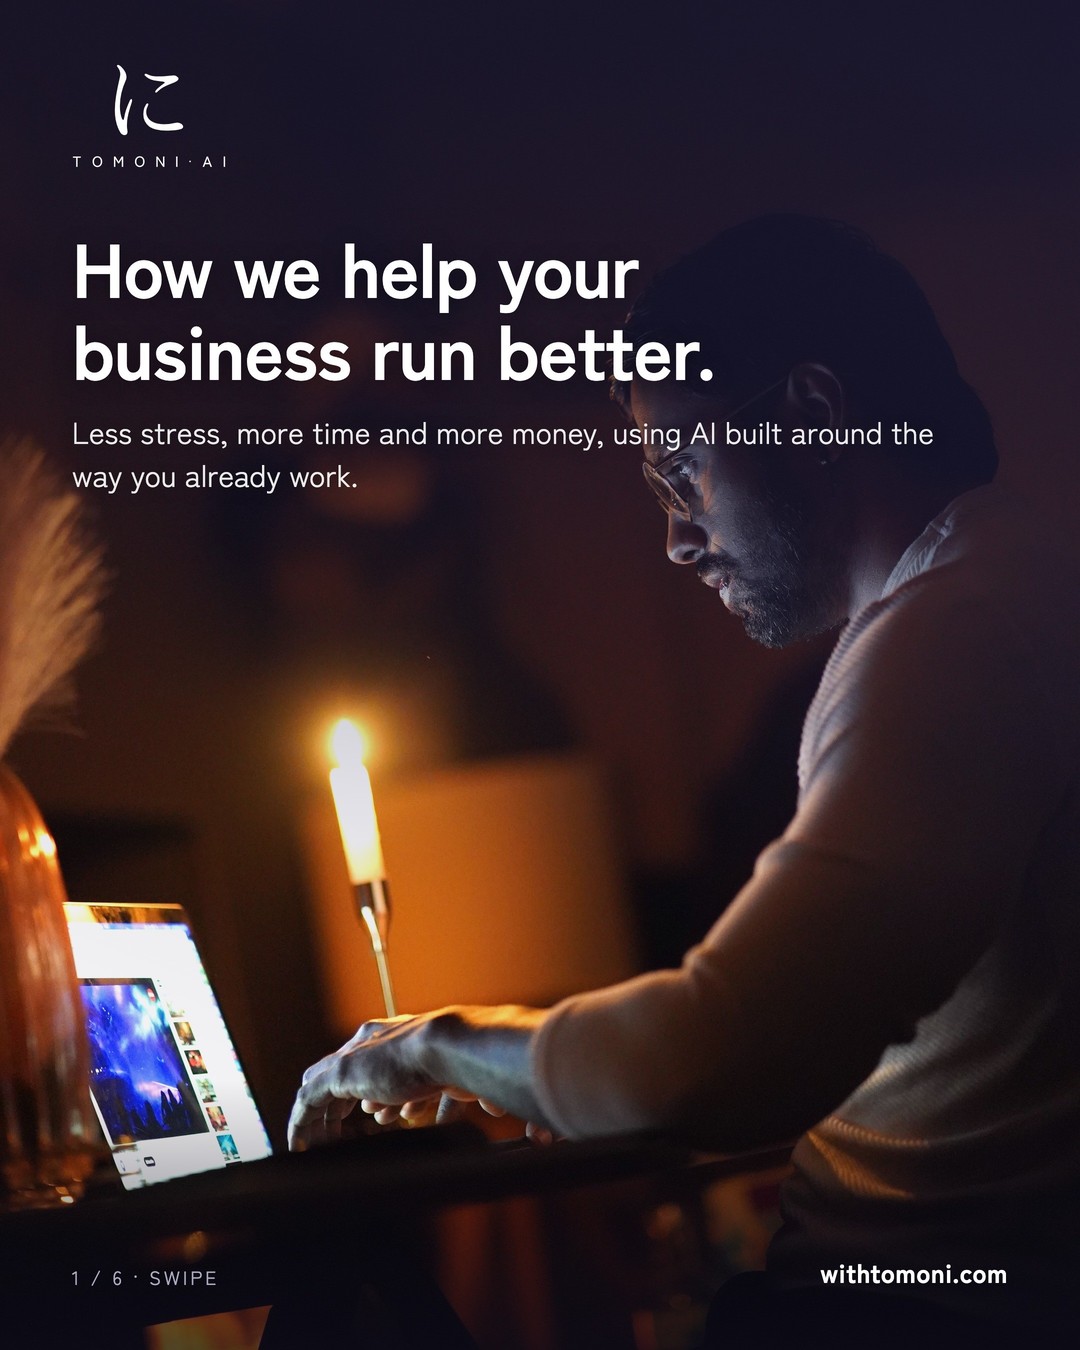 に
TOMONI·AI
How we help your
business run better.
Less stress, more time and more money, using AI built around the
way you already work.
1 / 6 · SWIPE
withtomoni.com